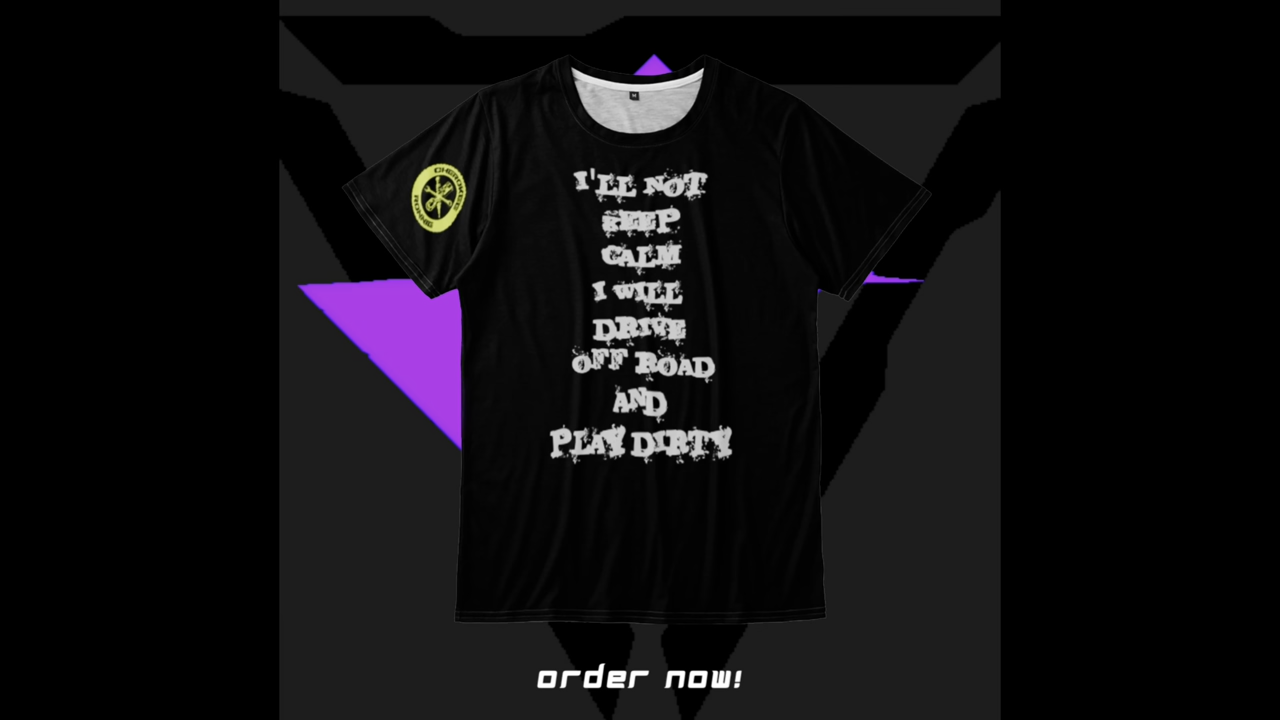 M
I'LL NOT
KEEP
CALM
I WILL
DRIVE
OFF ROAD
AND
PLAY DIRTY
order now!